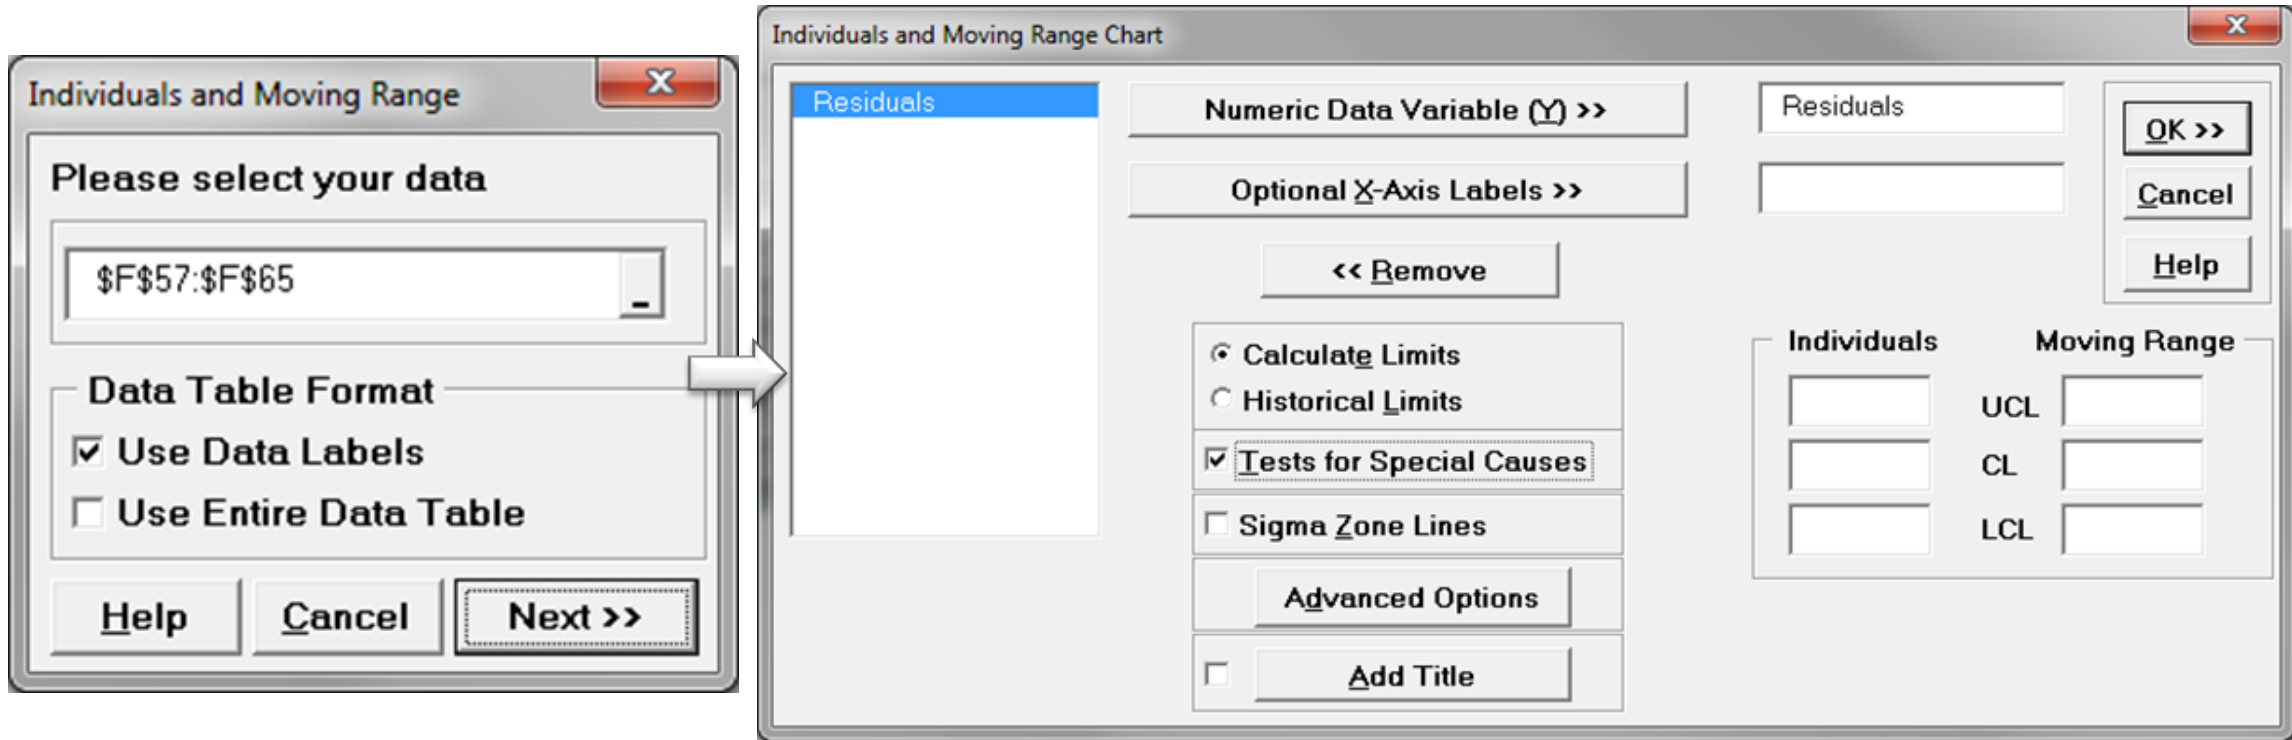 Individuals and Moving Range
Please select your data
$F$57:$F$65
Data Table Format
Use Data Labels
Use Entire Data Table
Help Cancel Next >>
Individuals and Moving Range Chart
Residuals
Numeric Data Variable (Y) >>
Residuals
OK >>
Optional X-Axis Labels >>
Cancel
<< Remove
Help
Calculate Limits
Historical Limits
Tests for Special Causes
Sigma Zone Lines
Advanced Options
Add Title
Individuals Moving Range
UCL
CL
LCL